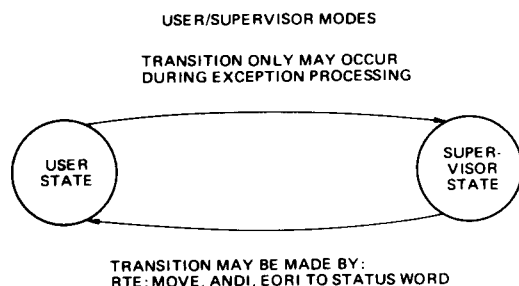 USER/SUPERVISOR MODES
TRANSITION ONLY MAY OCCUR
DURING EXCEPTION PROCESSING
USER
STATE
SUPER-
VISOR
STATE
TRANSITION MAY BE MADE BY:
RTE: MOVE, ANDI, EORI TO STATUS WORD